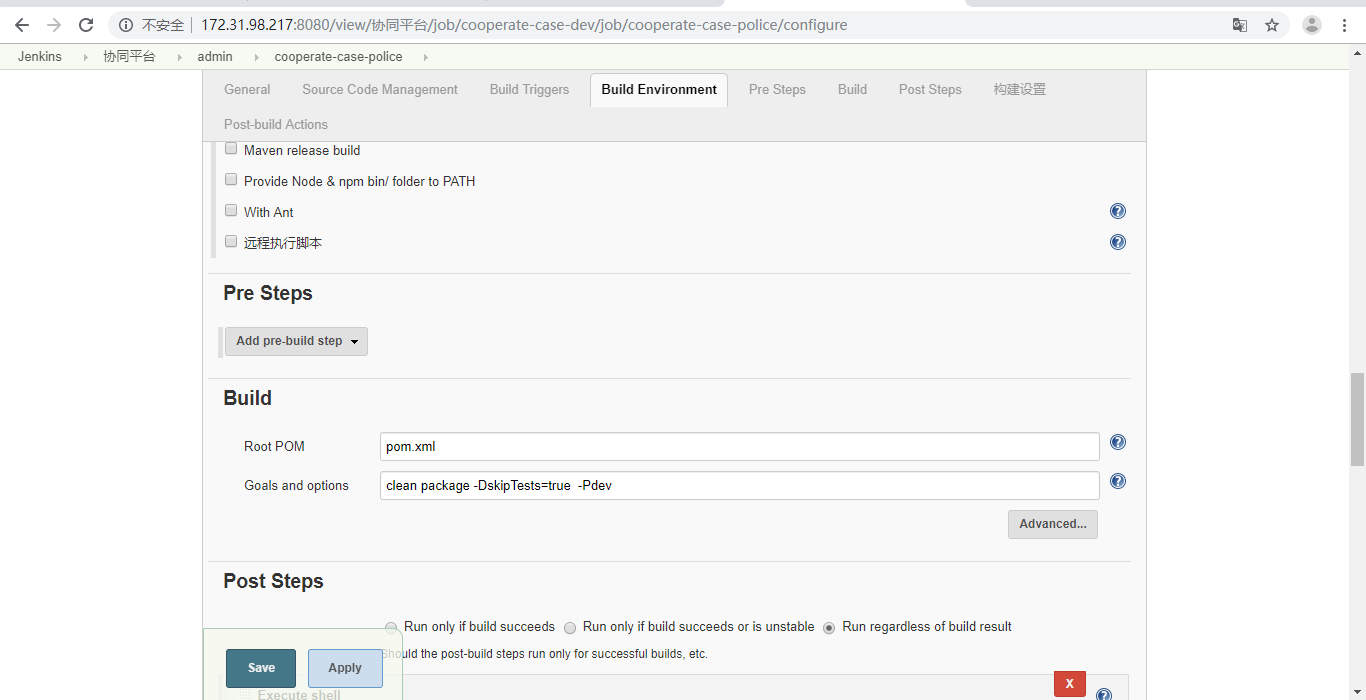 不安全 172.31.98.217:8080/view/协同平台/job/cooperate-case-dev/job/cooperate-case-police/configure
Jenkins 协同平台 admin cooperate-case-police
General Source Code Management Build Triggers Build Environment Pre Steps Build Post Steps 构建设置
Post-build Actions
Maven release build
Provide Node & npm bin/ folder to PATH
With Ant
远程执行脚本
Pre Steps
Add pre-build step
Build
Root POM pom.xml
Goals and options clean package -DskipTests=true  -Pdev
Advanced...
Post Steps
Run only if build succeeds Run only if build succeeds or is unstable Run regardless of build result
Should the post-build steps run only for successful builds, etc.
Save Apply
X
Execute shell